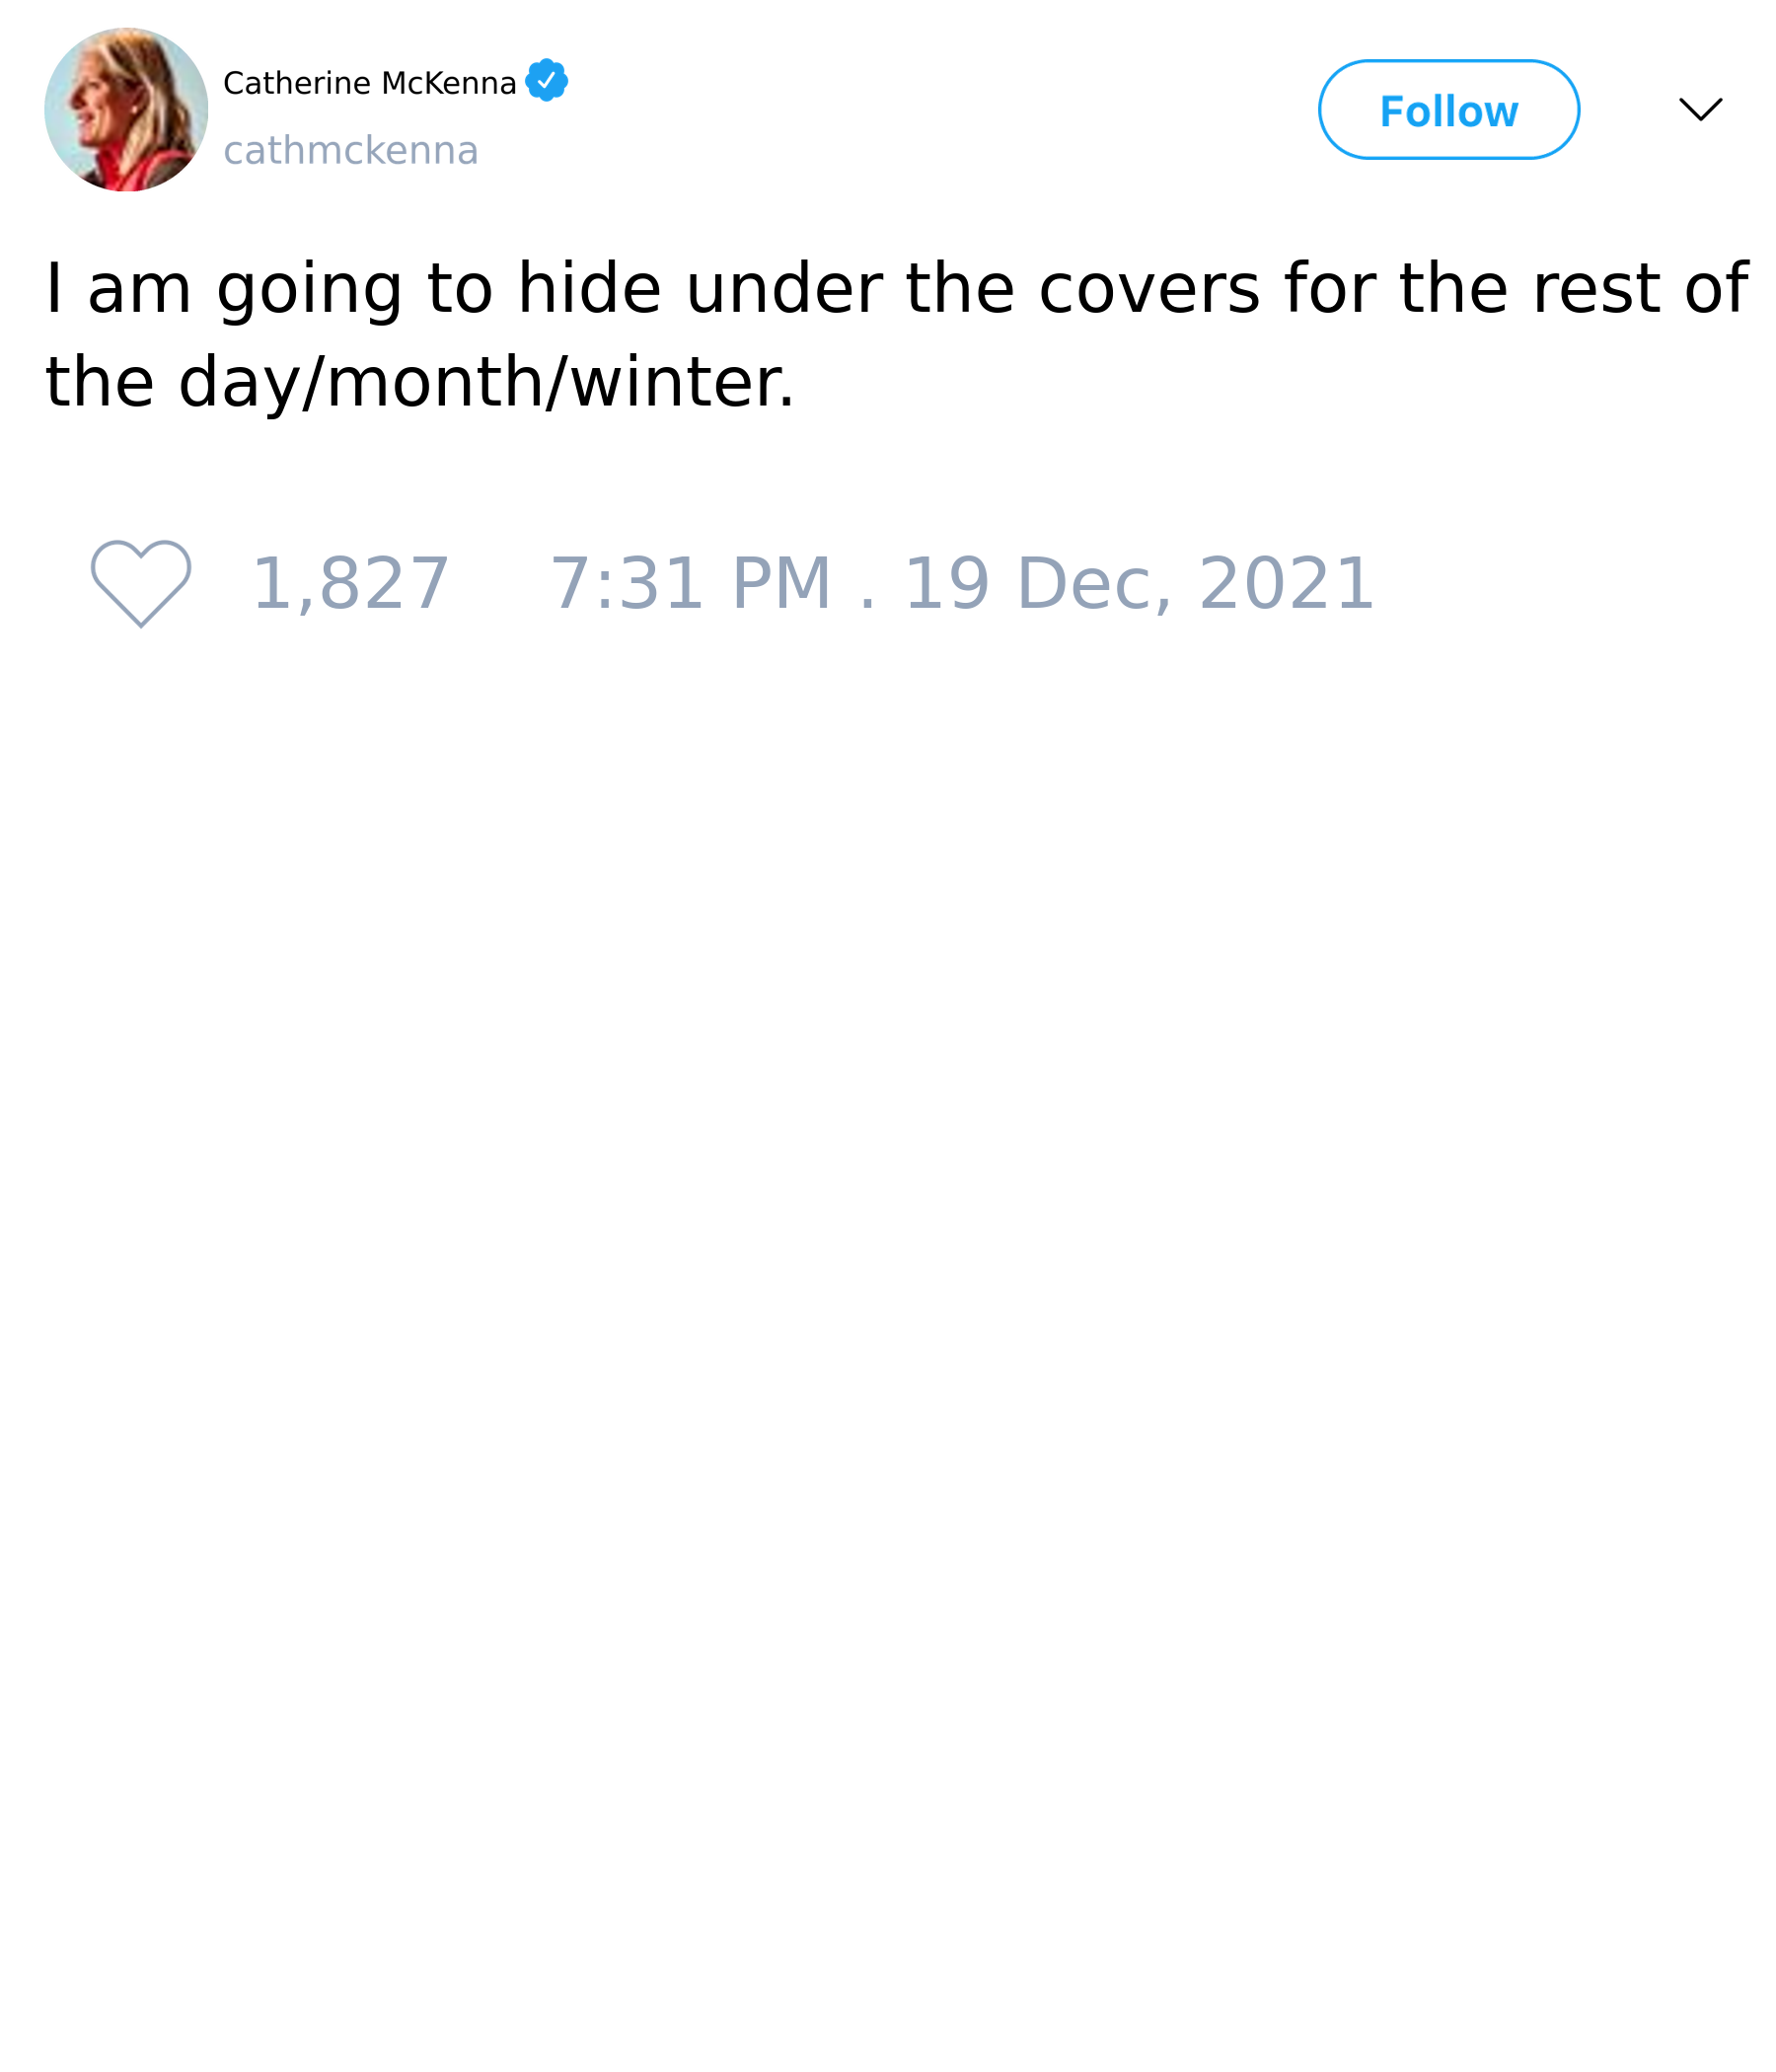 Catherine McKenna
cathmckenna
Follow
I am going to hide under the covers for the rest of
the day/month/winter.
1,827 7:31 PM . 19 Dec, 2021